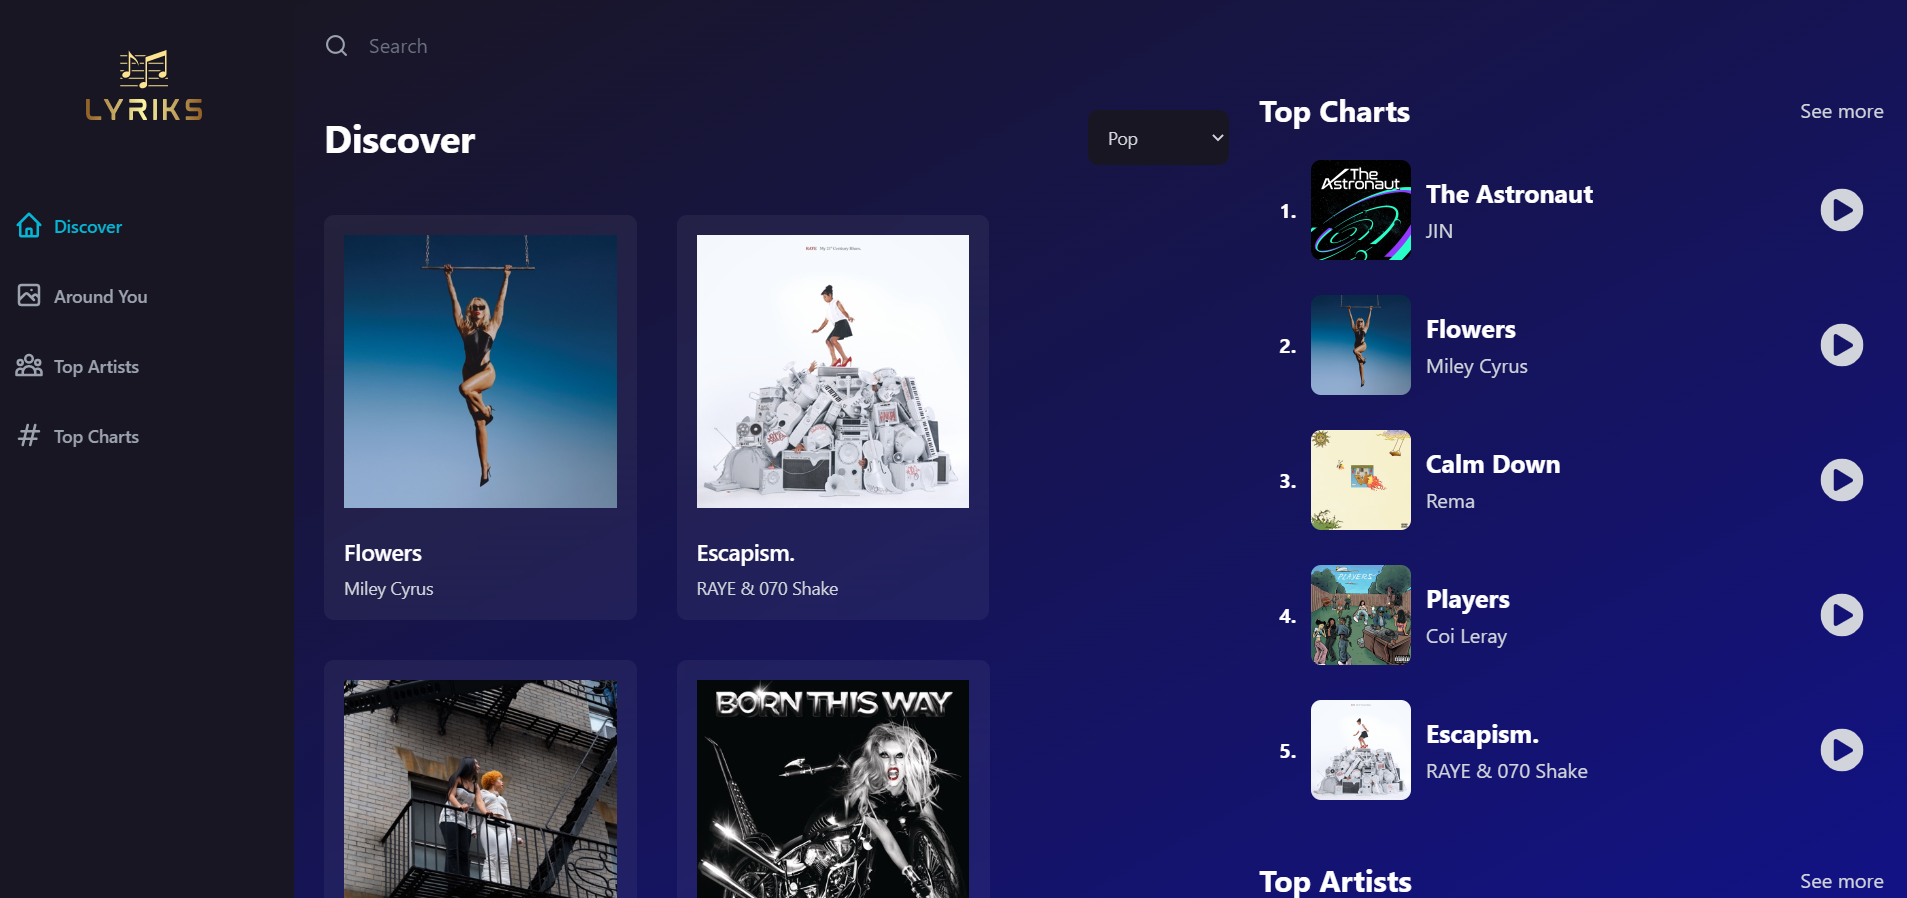 LYRIKS
Discover
Around You
Top Artists
Top Charts
Search
Discover
Pop
Flowers
Miley Cyrus
Escapism.
RAYE & 070 Shake
BORN THIS WAY
Top Charts
See more
1.
The Astronaut
The Astronaut
JIN
2.
Flowers
Miley Cyrus
3.
Calm Down
Rema
4.
PLAYERS
Players
Coi Leray
5.
Escapism.
RAYE & 070 Shake
Top Artists
See more